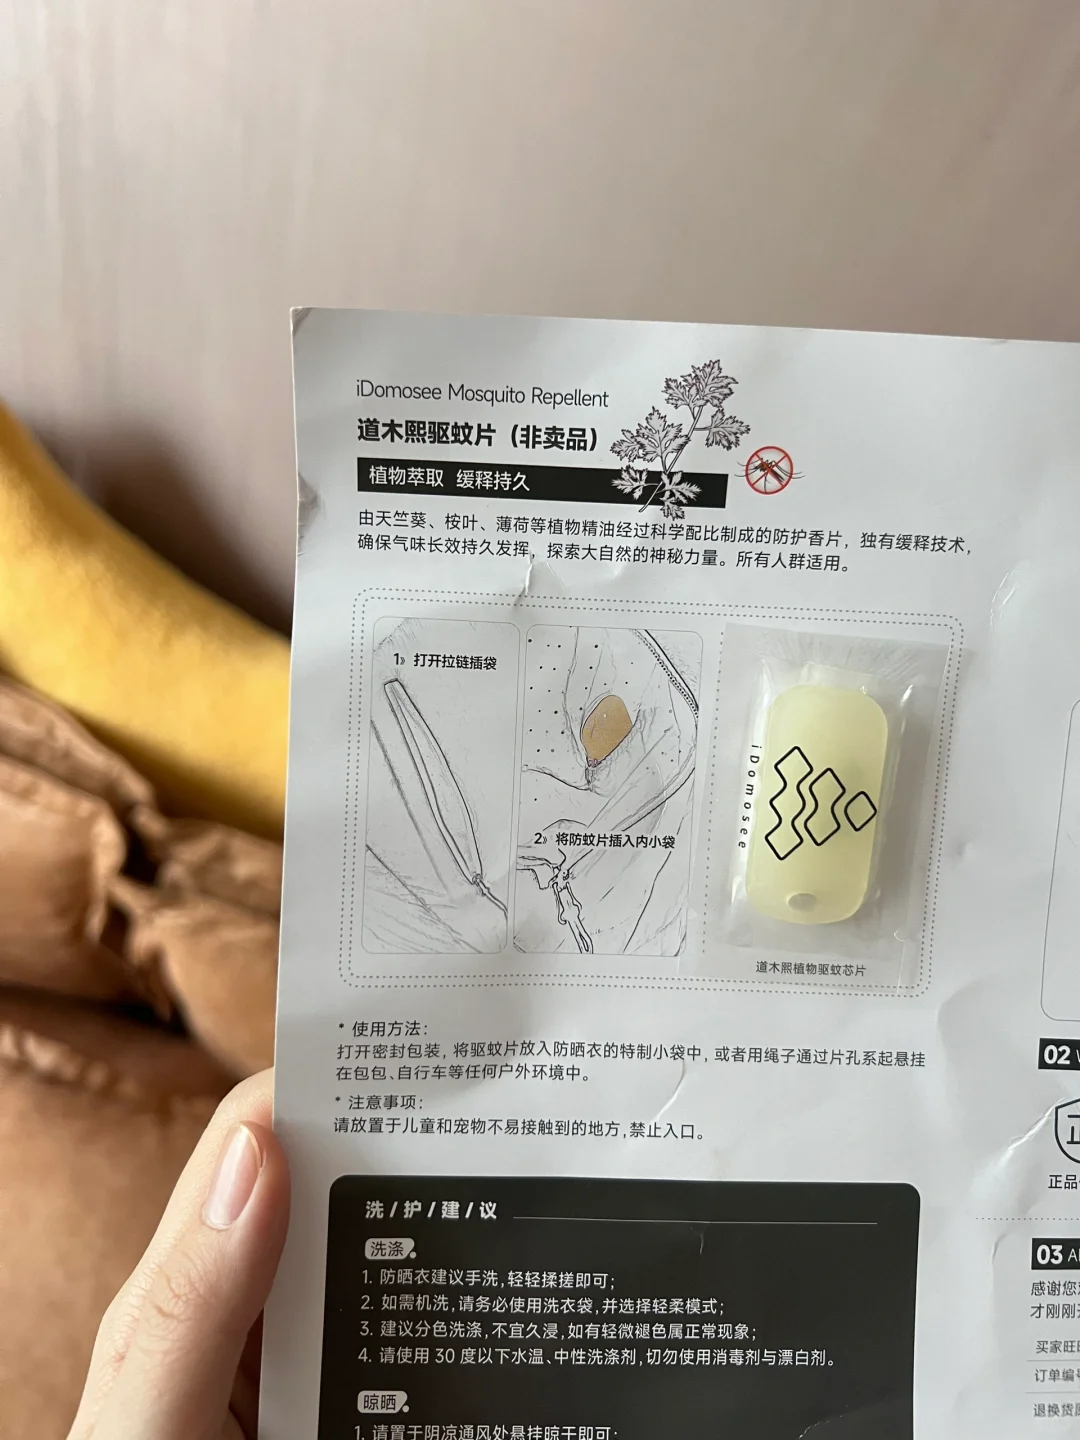 iDomosee Mosquito Repellent
道木熙驱蚊片（非卖品）
植物萃取 缓释持久
由天竺葵、桉叶、薄荷等植物精油经过科学配比制成的防护香片，独有缓释技术，
确保气味长效持久发挥，探索大自然的神秘力量。所有人群适用。
1》 打开拉链插袋
2》 将防蚊片插入内小袋
iDomosee
道木熙植物驱蚊芯片
* 使用方法：
打开密封包装，将驱蚊片放入防晒衣的特制小袋中，或者用绳子通过片孔系起悬挂
在包包、自行车等任何户外环境中。
* 注意事项：
请放置于儿童和宠物不易接触到的地方，禁止入口。
洗/护/建/议
洗涤
1. 防晒衣建议手洗，轻轻揉搓即可；
2. 如需机洗，请务必使用洗衣袋，并选择轻柔模式；
3. 建议分色洗涤，不宜久浸，如有轻微褪色属正常现象；
4. 请使用 30 度以下水温、中性洗涤剂，切勿使用消毒剂与漂白剂。
晾晒
1. 请置于阴凉通风处悬挂晾干即可；
02
正品
03
感谢您
才刚刚
买家旺
订单编号
退换货